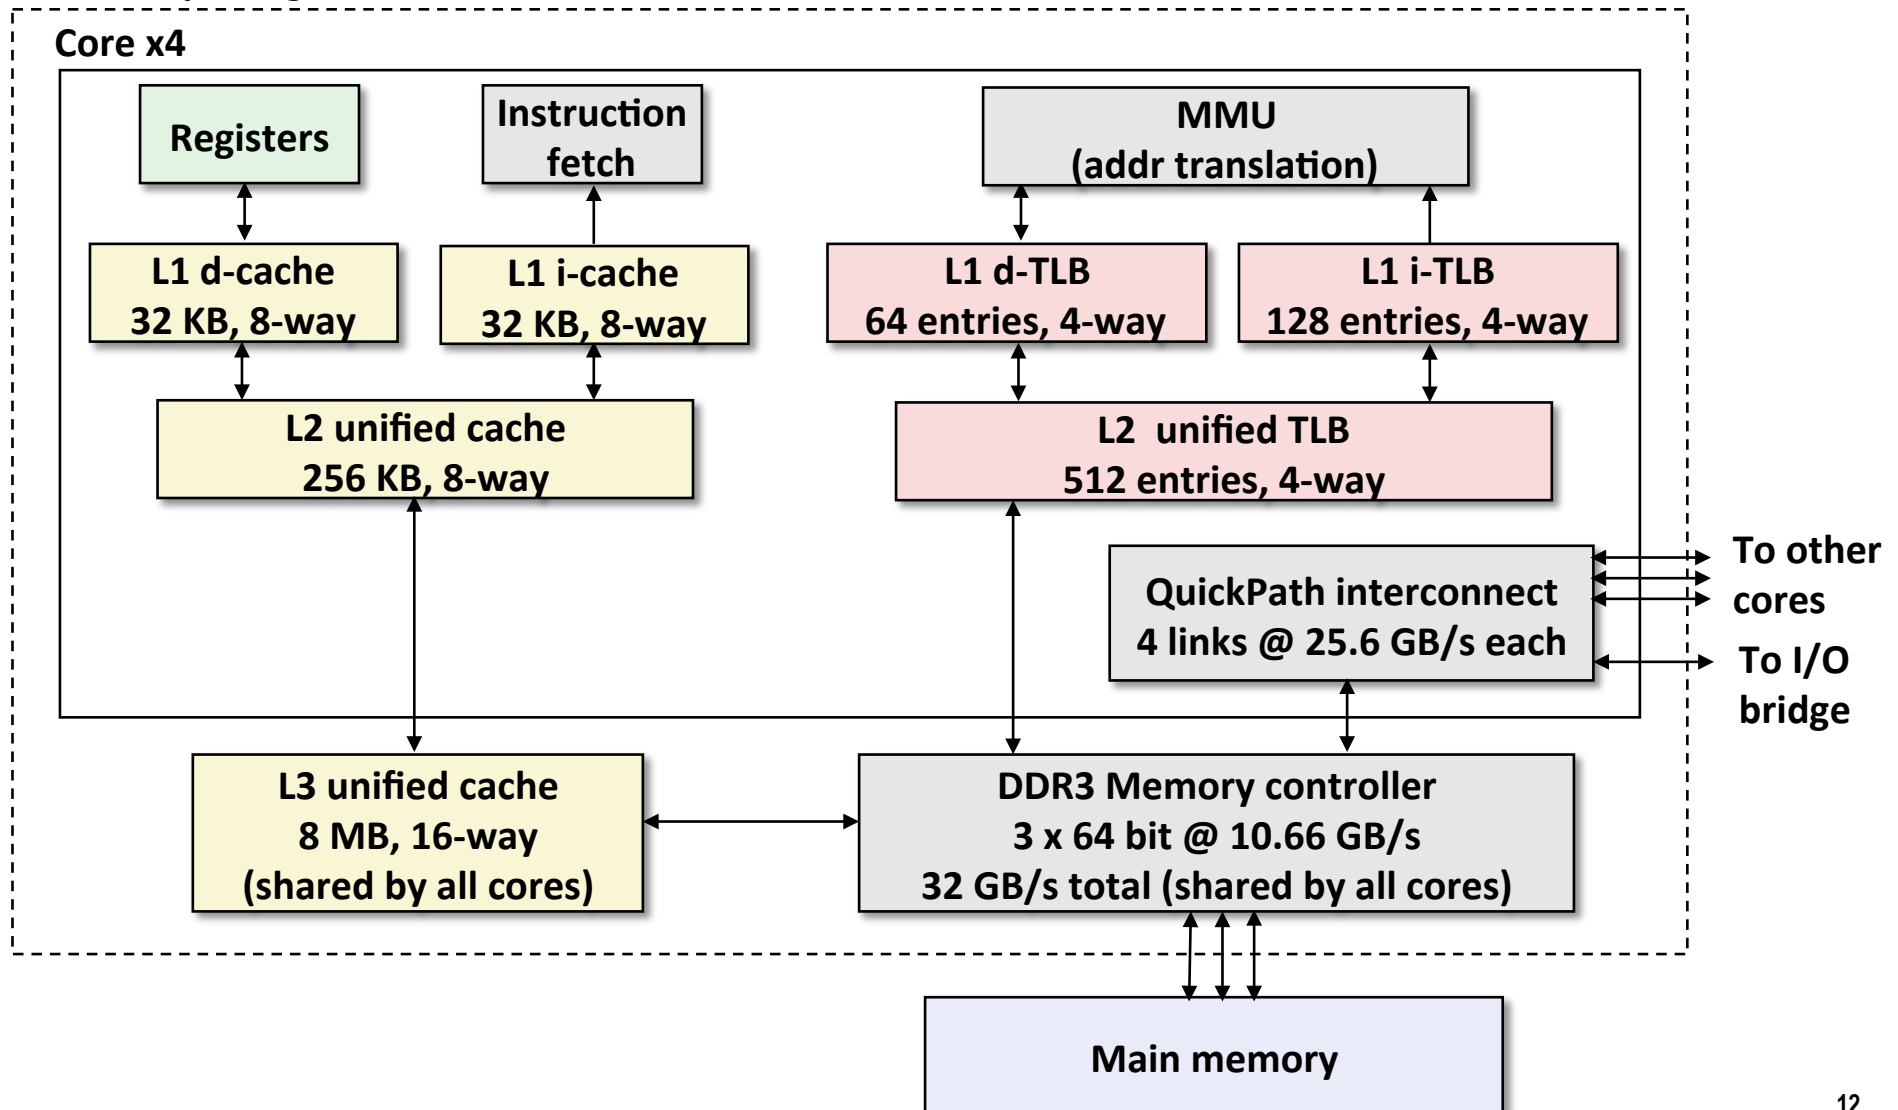 Core x4
Registers
Instruction
fetch
MMU
(addr translation)
L1 d-cache
32 KB, 8-way
L1 i-cache
32 KB, 8-way
L1 d-TLB
64 entries, 4-way
L1 i-TLB
128 entries, 4-way
L2 unified cache
256 KB, 8-way
L2  unified TLB
512 entries, 4-way
QuickPath interconnect
4 links @ 25.6 GB/s each
To other
cores
To I/O
bridge
L3 unified cache
8 MB, 16-way
(shared by all cores)
DDR3 Memory controller
3 x 64 bit @ 10.66 GB/s
32 GB/s total (shared by all cores)
Main memory
12